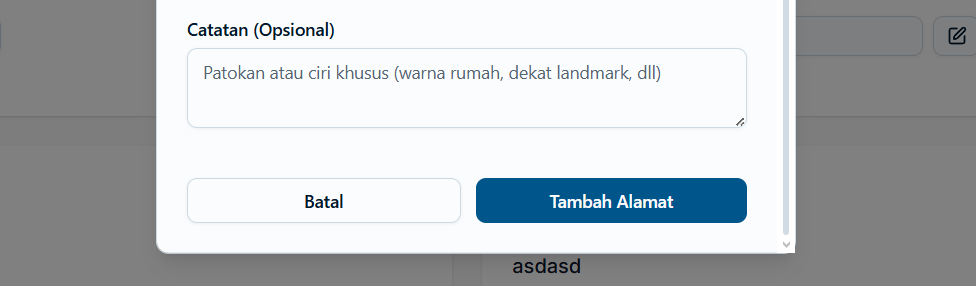 Catatan (Opsional)
Patokan atau ciri khusus (warna rumah, dekat landmark, dll)
Batal
Tambah Alamat
asdasd